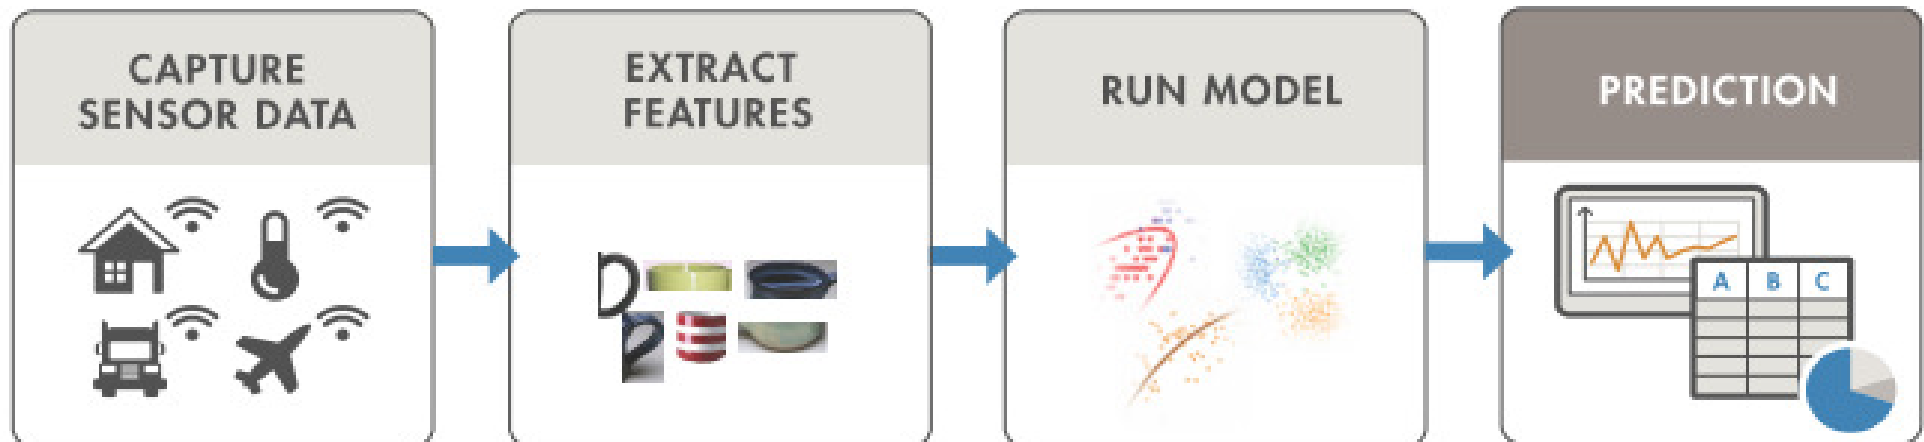 CAPTURE
SENSOR DATA
EXTRACT
FEATURES
RUN MODEL
PREDICTION
A B C